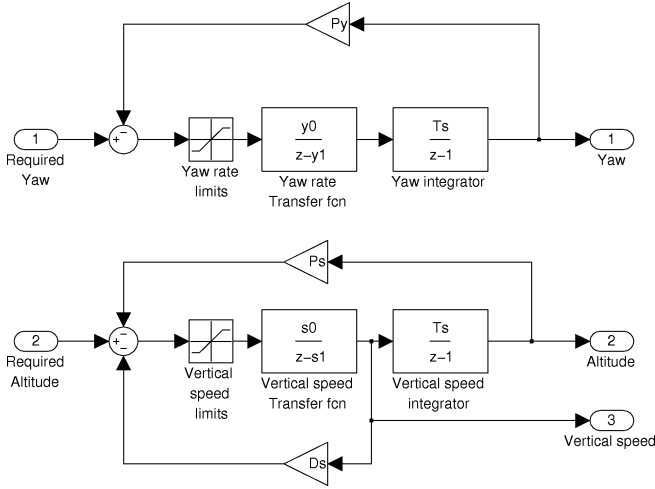 Py
1
Required
Yaw
+
−
Yaw rate
limits
y0
z−y1
Yaw rate
Transfer fcn
Ts
z−1
Yaw integrator
1
Yaw
Ps
2
Required
Altitude
+
−
−
Vertical
speed
limits
s0
z−s1
Vertical speed
Transfer fcn
Ts
z−1
Vertical speed
integrator
2
Altitude
3
Vertical speed
Ds